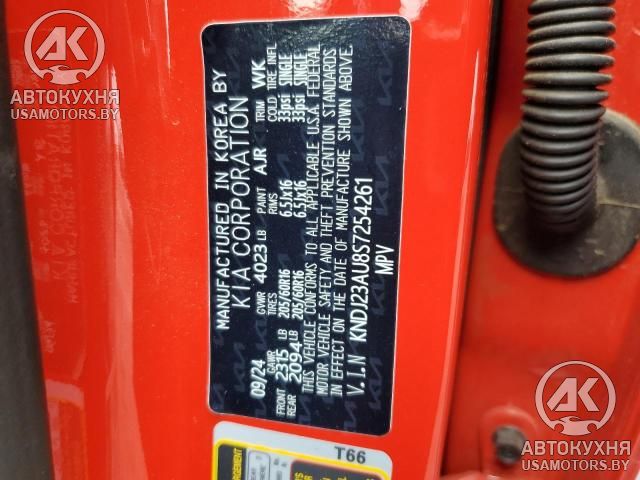 MANUFACTURED IN KOREA BY
KIA CORPORATION
09/24 GVWR 4023 LB PAINT AJR TRIM WK
GAWR TIRES RIMS COLD TIRE INFL
FRONT 2315 LB 205/60R16 6.5Jx16 33psi SINGLE
REAR 2094 LB 205/60R16 6.5Jx16 33psi SINGLE
THIS VEHICLE CONFORMS TO ALL APPLICABLE U.S.A. FEDERAL
MOTOR VEHICLE SAFETY AND THEFT PREVENTION STANDARDS
IN EFFECT ON THE DATE OF MANUFACTURE SHOWN ABOVE.
V.I.N KNDJ23AU8S7254261
MPV
T66
AK
АВТОКУХНЯ
USAMOTORS.BY
AK
АВТОКУХНЯ
USAMOTORS.BY